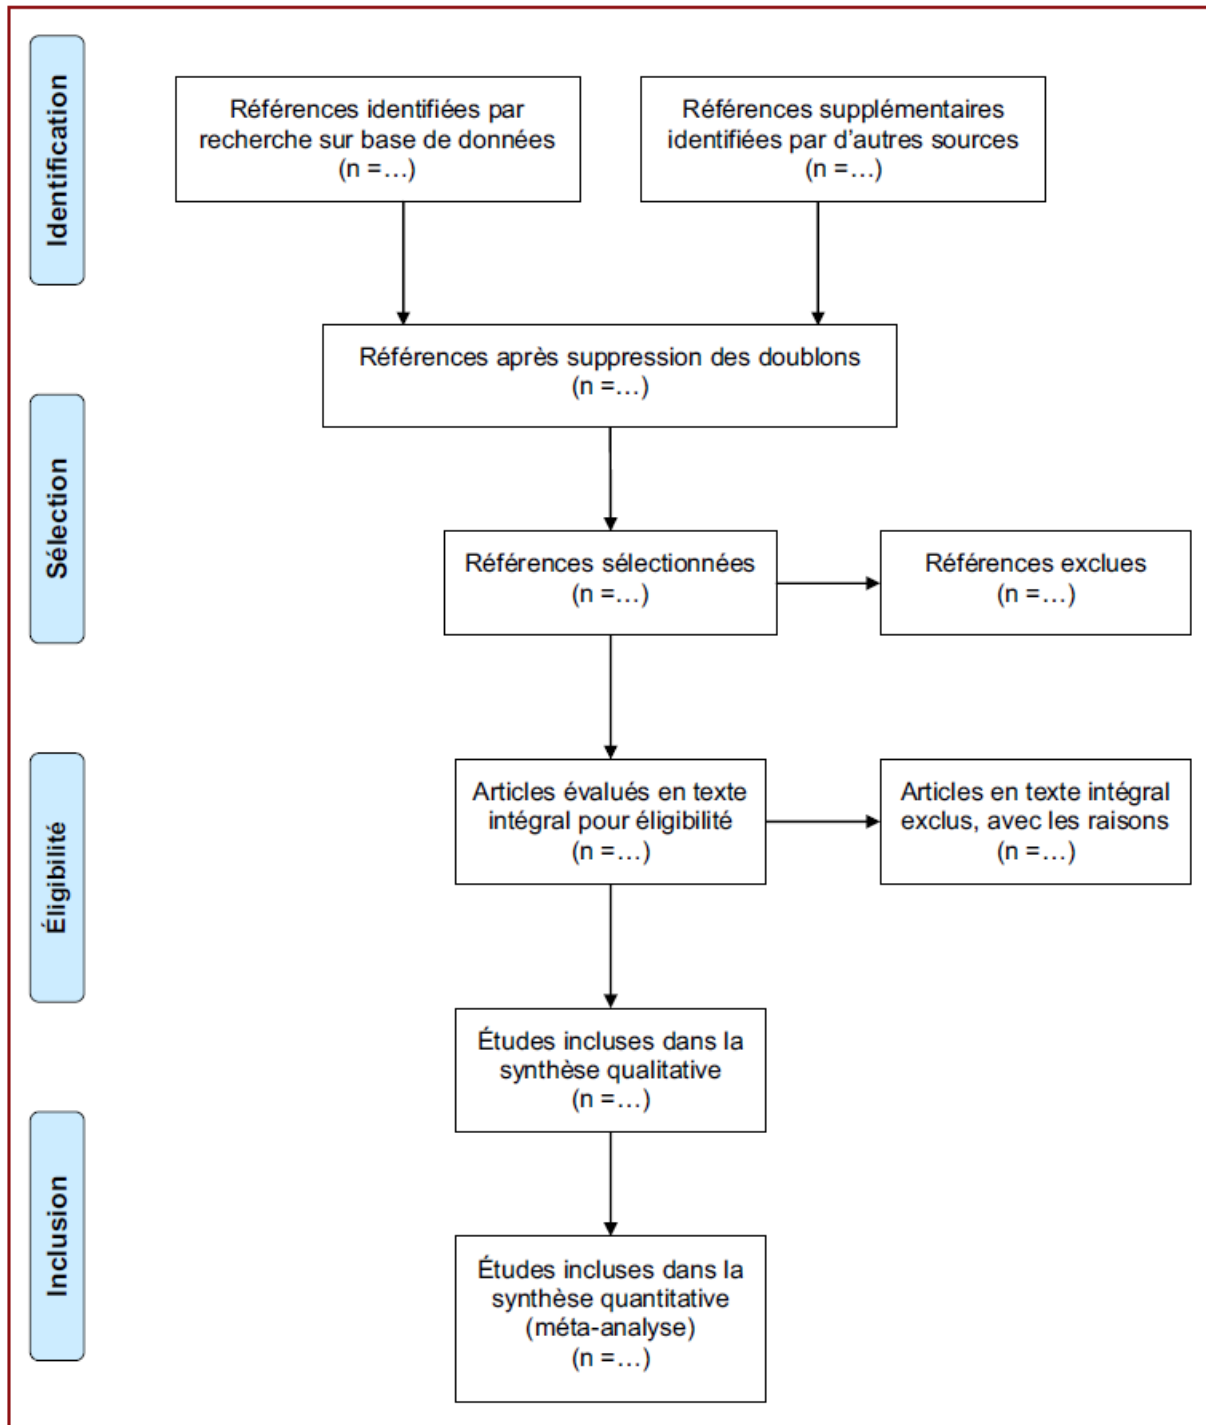 Identification
Références identifiées par
recherche sur base de données
(n =…)
Références supplémentaires
identifiées par d'autres sources
(n =…)
Références après suppression des doublons
(n =…)
Sélection
Références sélectionnées
(n =…)
Références exclues
(n =…)
Éligibilité
Articles évalués en texte
intégral pour éligibilité
(n =…)
Articles en texte intégral
exclus, avec les raisons
(n =…)
Études incluses dans la
synthèse qualitative
(n =…)
Inclusion
Études incluses dans la
synthèse quantitative
(méta-analyse)
(n =…)